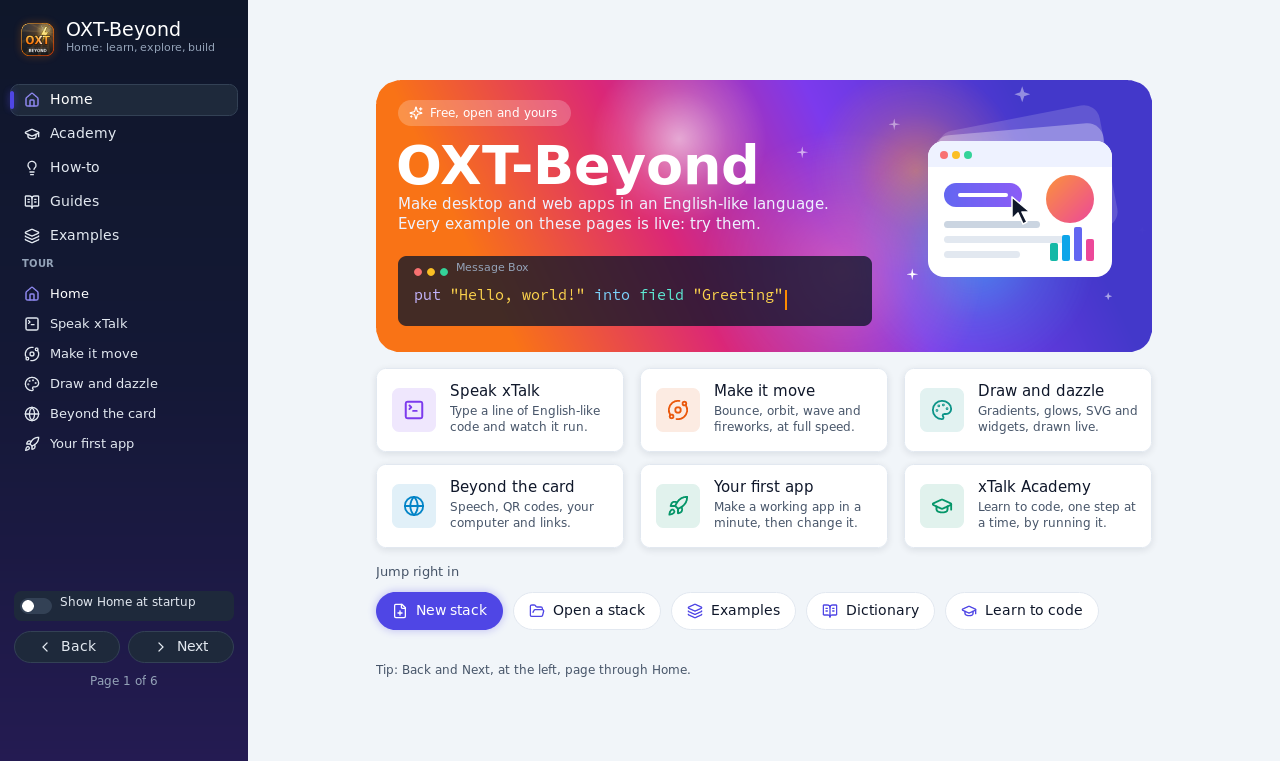 OXT
BEYOND
OXT-Beyond
Home: learn, explore, build
Home
Academy
How-to
Guides
Examples
TOUR
Home
Speak xTalk
Make it move
Draw and dazzle
Beyond the card
Your first app
Show Home at startup
Back
Next
Page 1 of 6
Free, open and yours
OXT-Beyond
Make desktop and web apps in an English-like language.
Every example on these pages is live: try them.
Message Box
put "Hello, world!" into field "Greeting"
Speak xTalk
Type a line of English-like
code and watch it run.
Make it move
Bounce, orbit, wave and
fireworks, at full speed.
Draw and dazzle
Gradients, glows, SVG and
widgets, drawn live.
Beyond the card
Speech, QR codes, your
computer and links.
Your first app
Make a working app in a
minute, then change it.
xTalk Academy
Learn to code, one step at
a time, by running it.
Jump right in
New stack
Open a stack
Examples
Dictionary
Learn to code
Tip: Back and Next, at the left, page through Home.